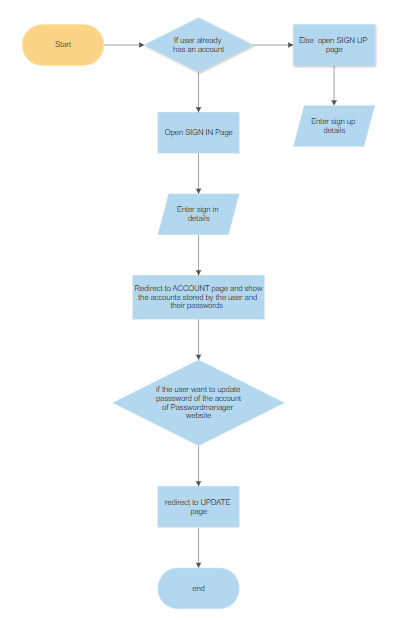 Start
If user already
has an account
Else  open SIGN UP
page
Open SIGN IN Page
Enter sign up
details
Enter sign in
details
Redirect to ACCOUNT page and show
the accounts stored by the user and
their passwords
if the user want to update
passsword of the account
of Passwordmanager
website
redirect to UPDATE
page
end